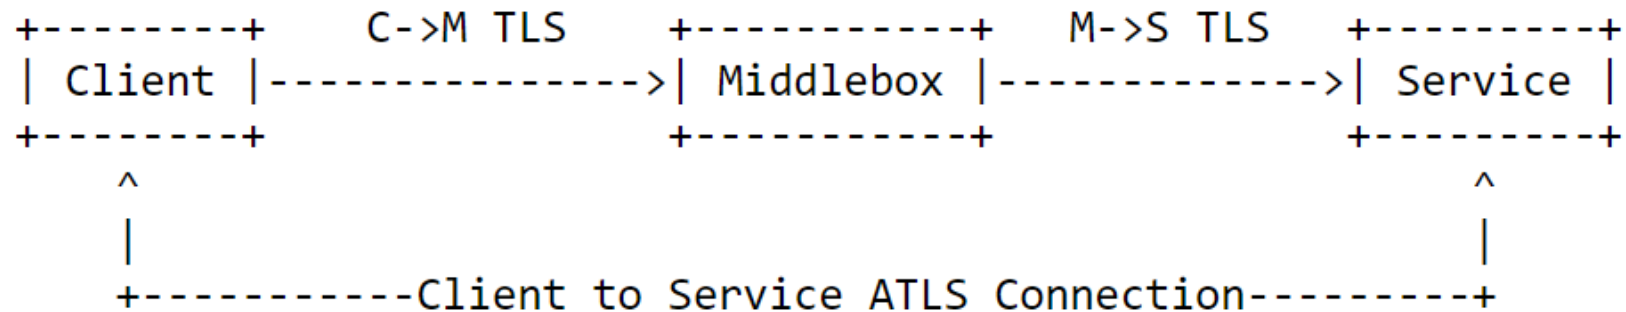 +--------+    C->M TLS    +-----------+   M->S TLS   +---------+
| Client |--------------->| Middlebox |------------->| Service |
+--------+                +-----------+              +---------+
    ^                                                     ^
    |                                                     |
    +-----------Client to Service ATLS Connection---------+